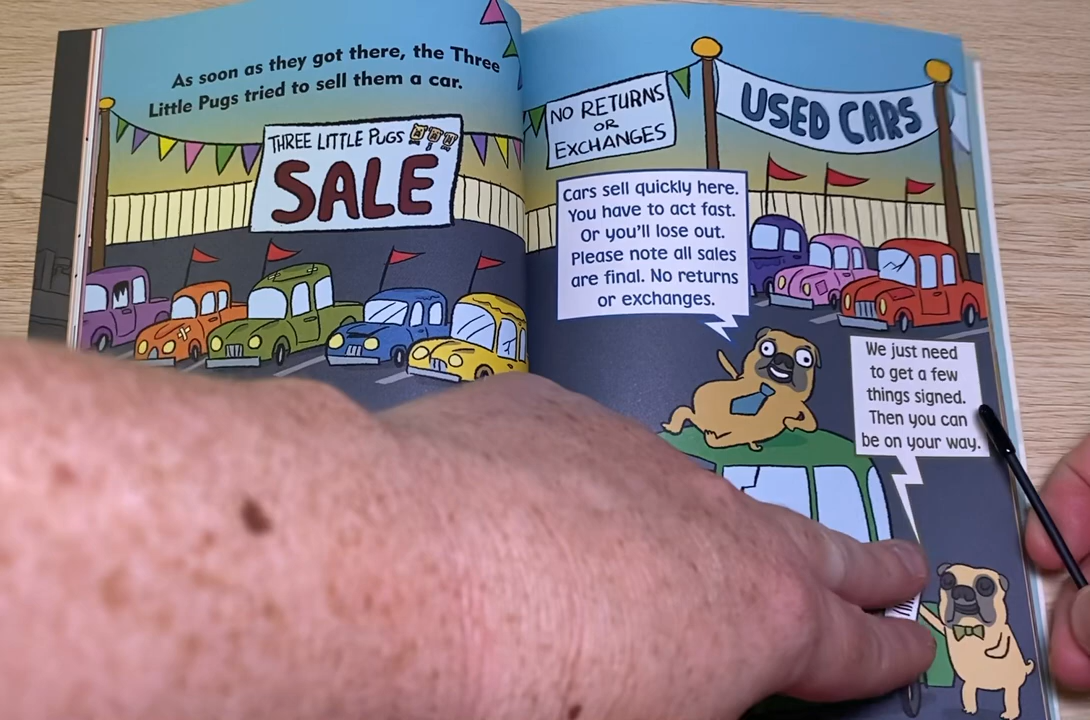 As soon as they got there, the Three
Little Pugs tried to sell them a car.
THREE LITTLE PUGS
SALE
NO RETURNS
OR
EXCHANGES
USED CARS
Cars sell quickly here.
You have to act fast.
Or you'll lose out.
Please note all sales
are final. No returns
or exchanges.
We just need
to get a few
things signed.
Then you can
be on your way.